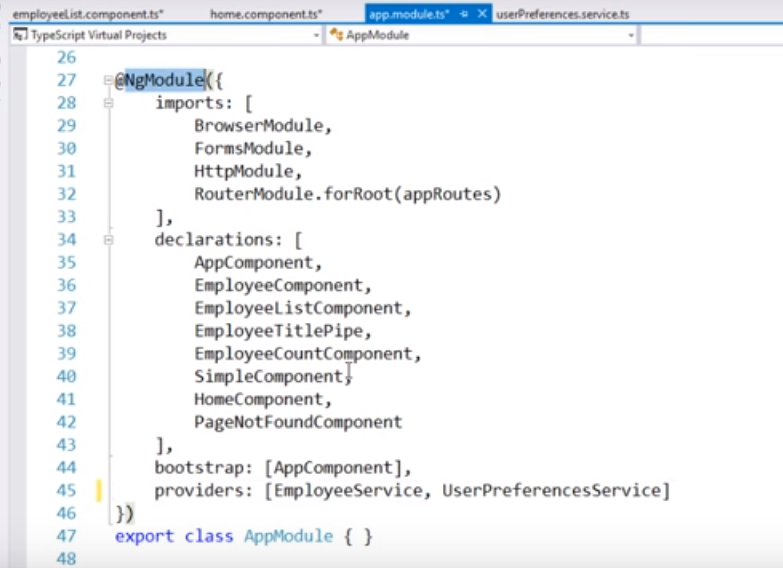 employeeList.component.ts* home.component.ts* app.module.ts* userPreferences.service.ts
TypeScript Virtual Projects AppModule
26
27 @NgModule({
28 imports: [
29 BrowserModule,
30 FormsModule,
31 HttpModule,
32 RouterModule.forRoot(appRoutes)
33 ],
34 declarations: [
35 AppComponent,
36 EmployeeComponent,
37 EmployeeListComponent,
38 EmployeeTitlePipe,
39 EmployeeCountComponent,
40 SimpleComponent,
41 HomeComponent,
42 PageNotFoundComponent
43 ],
44 bootstrap: [AppComponent],
45 providers: [EmployeeService, UserPreferencesService]
46 })
47 export class AppModule { }
48